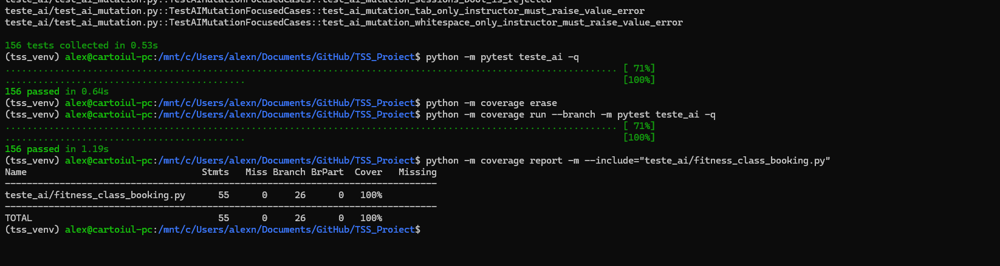 teste_ai/test_ai_mutation.py::TestAIMutationFocusedCases::test_ai_mutation_sessions_bool_is_rejected
teste_ai/test_ai_mutation.py::TestAIMutationFocusedCases::test_ai_mutation_tab_only_instructor_must_raise_value_error
teste_ai/test_ai_mutation.py::TestAIMutationFocusedCases::test_ai_mutation_whitespace_only_instructor_must_raise_value_error
156 tests collected in 0.53s
(tss_venv) alex@cartoiul-pc:/mnt/c/Users/alexn/Documents/GitHub/TSS_Proiect$ python -m pytest teste_ai -q
................................................................................................................ [ 71%]
............................................ [100%]
156 passed in 0.64s
(tss_venv) alex@cartoiul-pc:/mnt/c/Users/alexn/Documents/GitHub/TSS_Proiect$ python -m coverage erase
(tss_venv) alex@cartoiul-pc:/mnt/c/Users/alexn/Documents/GitHub/TSS_Proiect$ python -m coverage run --branch -m pytest teste_ai -q
................................................................................................................ [ 71%]
............................................ [100%]
156 passed in 1.19s
(tss_venv) alex@cartoiul-pc:/mnt/c/Users/alexn/Documents/GitHub/TSS_Proiect$ python -m coverage report -m --include="teste_ai/fitness_class_booking.py"
Name Stmts Miss Branch BrPart Cover Missing
-------------------------------------------------------------------------------
teste_ai/fitness_class_booking.py 55 0 26 0 100%
-------------------------------------------------------------------------------
TOTAL 55 0 26 0 100%
(tss_venv) alex@cartoiul-pc:/mnt/c/Users/alexn/Documents/GitHub/TSS_Proiect$